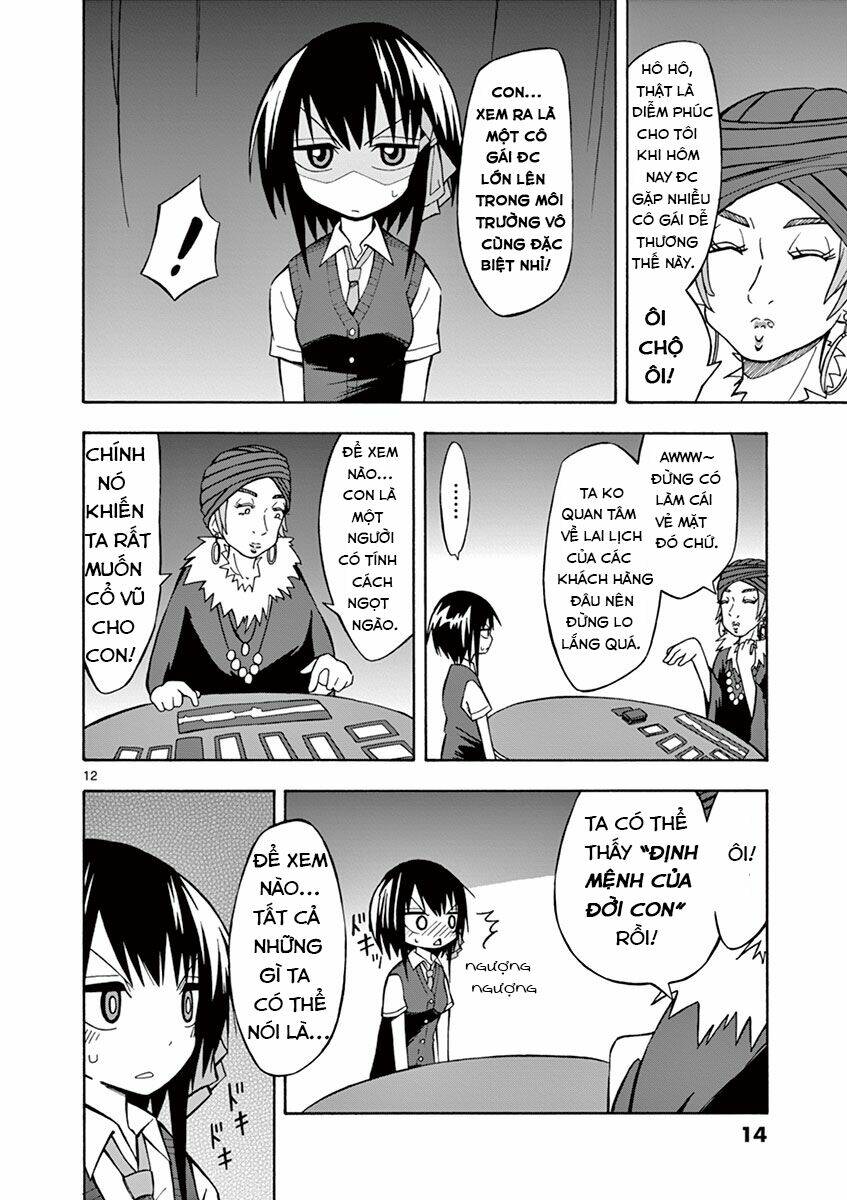 HÔ HÔ,
THẬT LÀ
DIỄM PHÚC
CHO TÔI
KHI HÔM
NAY ĐC
GẶP NHIỀU
CÔ GÁI DỄ
THƯƠNG
THẾ NÀY.
ÔI
CHỘ
ÔI!
CON...
XEM RA LÀ
MỘT CÔ
GÁI ĐC
LỚN LÊN
TRONG MÔI
TRƯỜNG VÔ
CÙNG ĐẶC
BIỆT NHỈ!
!
AWWW~
ĐỪNG CÓ
LÀM CÁI
VẺ MẶT
ĐÓ CHỨ.
TA KO
QUAN TÂM
VỀ LAI LỊCH
CỦA CÁC
KHÁCH HÀNG
ĐÂU NÊN
ĐỪNG LO
LẮNG QUÁ.
......
ĐỂ XEM
NÀO...
CON LÀ
MỘT
NGƯỜI
CÓ TÍNH
CÁCH
NGỌT
NGÀO.
CHÍNH
NÓ
KHIẾN
TA RẤT
MUỐN
CỔ VŨ
CHO
CON!
12
ÔI!
TA CÓ THỂ
THẤY "ĐỊNH
MỆNH CỦA
ĐỜI CON"
RỒI!
NGƯỢNG
NGƯỢNG
ĐỂ XEM
NÀO...
TẤT CẢ
NHỮNG
GÌ TA
CÓ THỂ
NÓI LÀ...
ドキ
ドキ
14